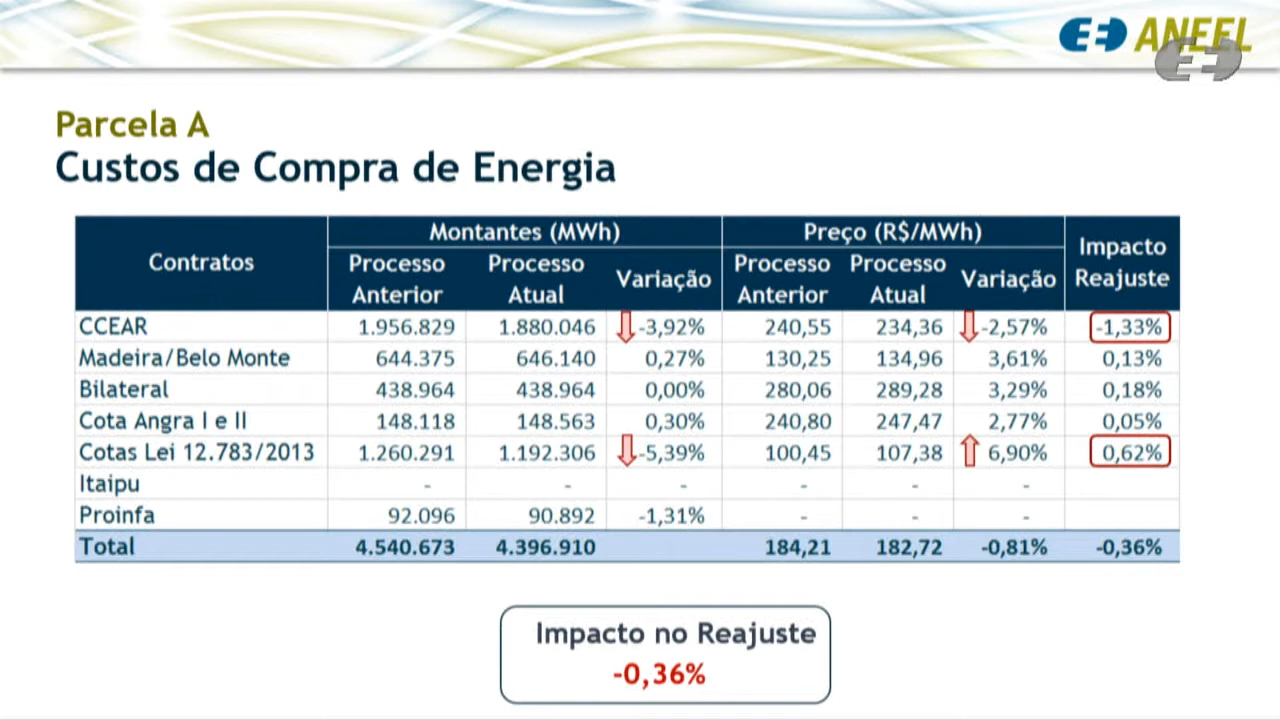 ANEEL
Parcela A
Custos de Compra de Energia
Contratos Montantes (MWh) Preço (R$/MWh) Impacto Reajuste
Processo Anterior Processo Atual Variação Processo Anterior Processo Atual Variação
CCEAR 1.956.829 1.880.046 -3,92% 240,55 234,36 -2,57% -1,33%
Madeira/Belo Monte 644.375 646.140 0,27% 130,25 134,96 3,61% 0,13%
Bilateral 438.964 438.964 0,00% 280,06 289,28 3,29% 0,18%
Cota Angra I e II 148.118 148.563 0,30% 240,80 247,47 2,77% 0,05%
Cotas Lei 12.783/2013 1.260.291 1.192.306 -5,39% 100,45 107,38 6,90% 0,62%
Itaipu - - - - - -
Proinfa 92.096 90.892 -1,31% - - -
Total 4.540.673 4.396.910 184,21 182,72 -0,81% -0,36%
Impacto no Reajuste
-0,36%